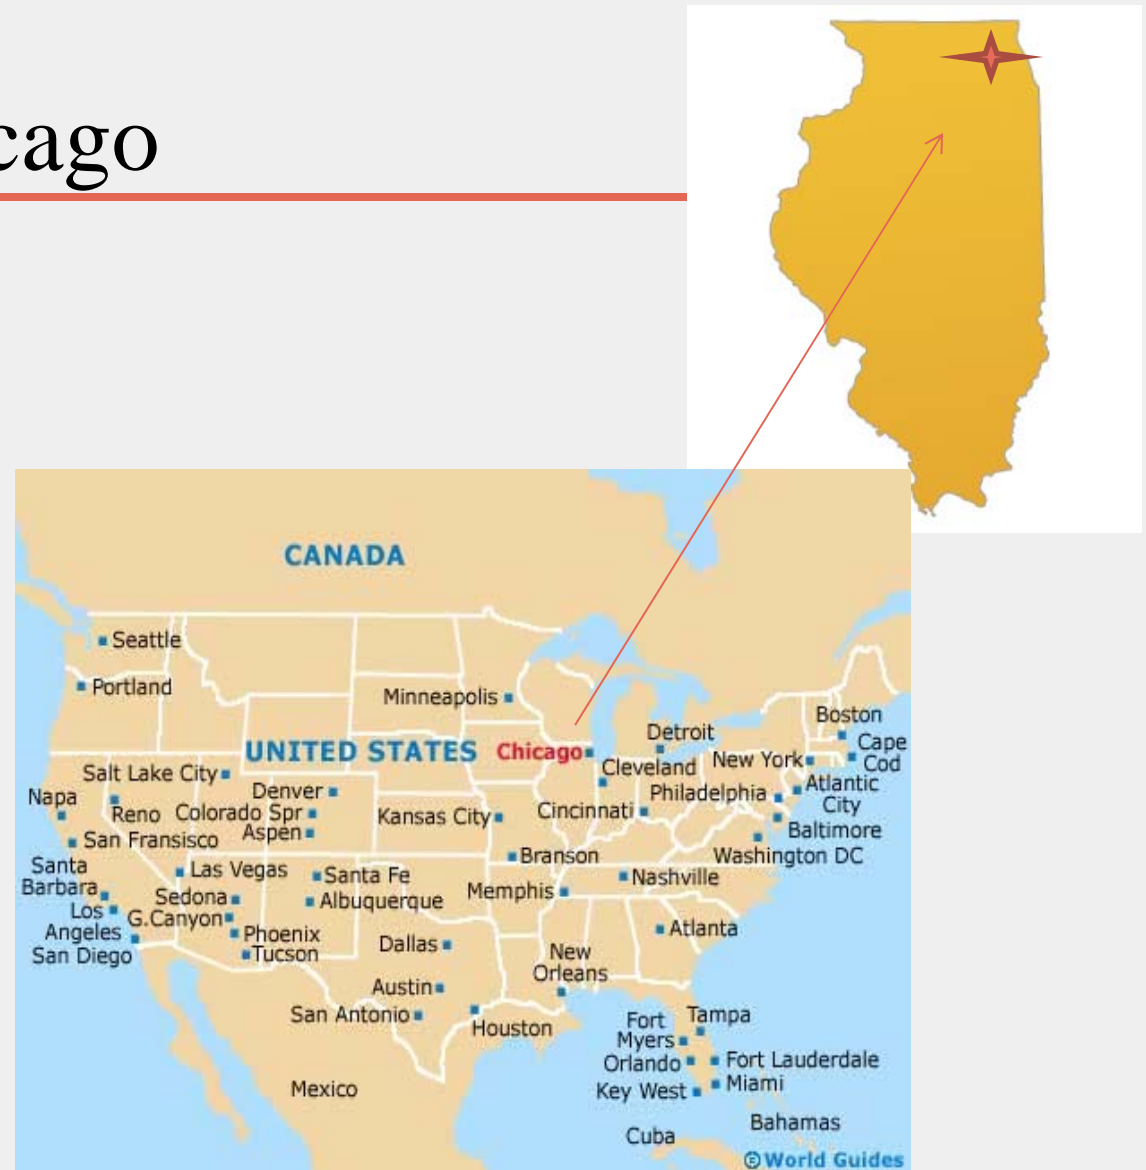 cago
CANADA
Seattle
Portland
Minneapolis
Boston
Detroit
Cape
Cod
UNITED STATES
Chicago
New York
Cleveland
Salt Lake City
Atlantic
City
Denver
Philadelphia
Napa
Reno
Colorado Spr
Kansas City
Cincinnati
Baltimore
San Fransisco
Aspen
Washington DC
Branson
Santa
Barbara
Las Vegas
Santa Fe
Nashville
Memphis
Sedona
Albuquerque
Los
Angeles
G.Canyon
Atlanta
Phoenix
San Diego
Tucson
Dallas
New
Orleans
Austin
San Antonio
Houston
Fort
Myers
Tampa
Orlando
Fort Lauderdale
Miami
Key West
Mexico
Bahamas
Cuba
©World Guides